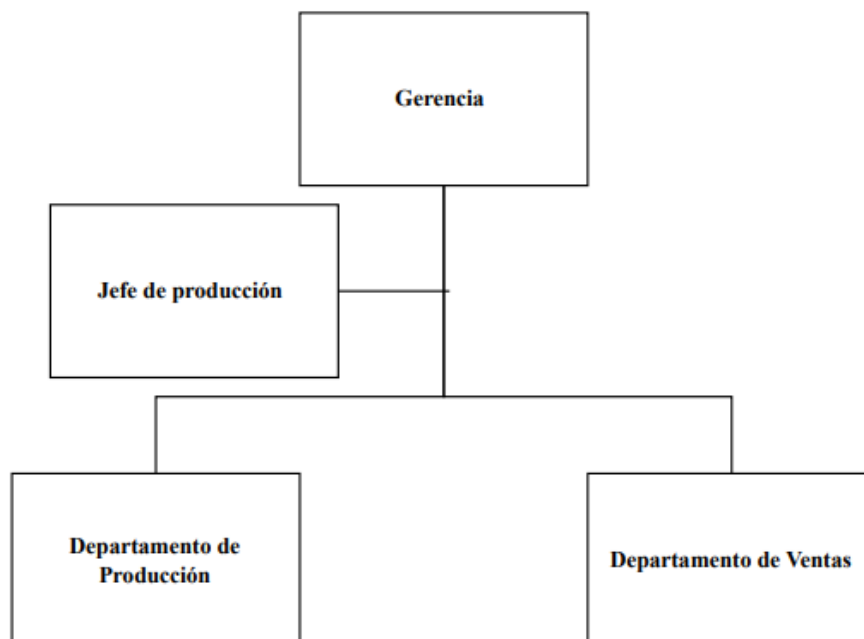 Gerencia
Jefe de producción
Departamento de
Producción
Departamento de Ventas